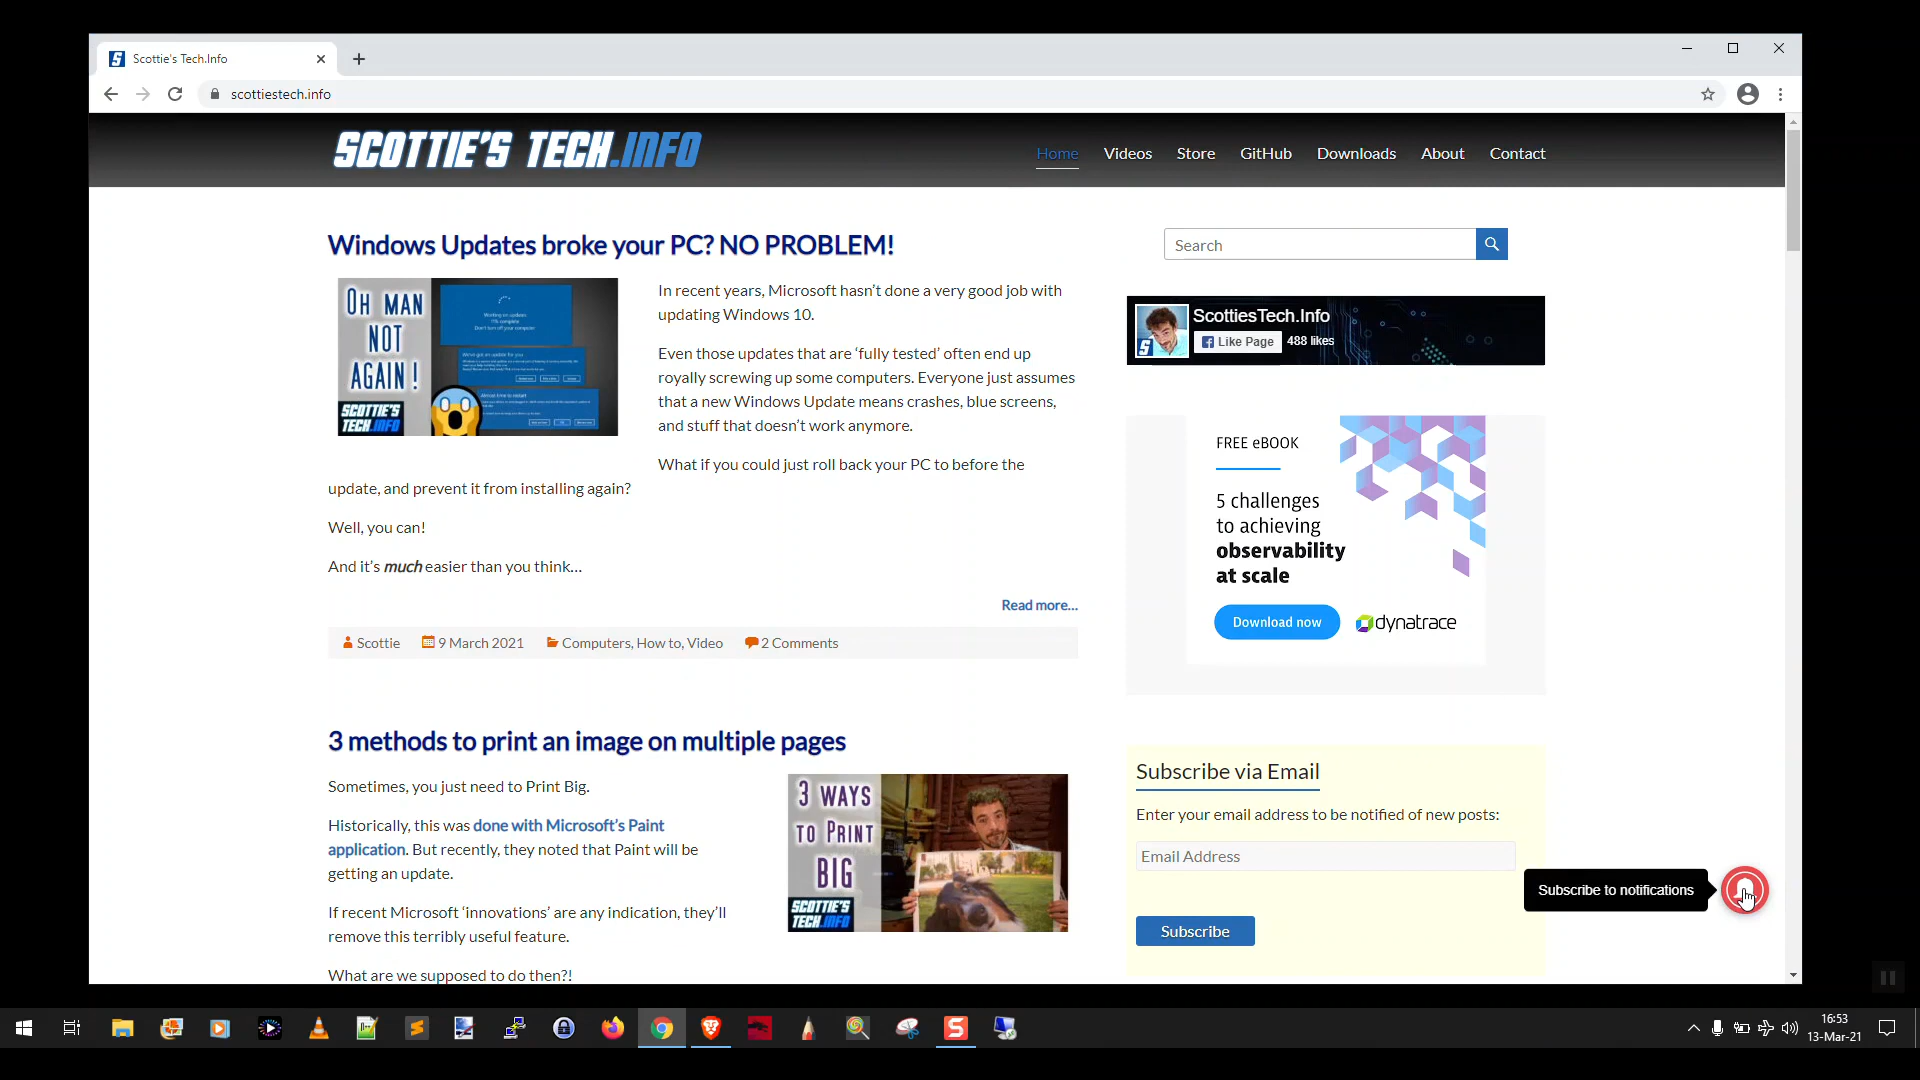 Scottie's Tech.Info
scottiestech.info
SCOTTIE'S TECH.INFO
Home Videos Store GitHub Downloads About Contact
Windows Updates broke your PC? NO PROBLEM!
OH MAN
NOT
AGAIN!
SCOTTIE'S
TECH.INFO
In recent years, Microsoft hasn't done a very good job with
updating Windows 10.
Even those updates that are ‘fully tested’ often end up
royally screwing up some computers. Everyone just assumes
that a new Windows Update means crashes, blue screens,
and stuff that doesn't work anymore.
What if you could just roll back your PC to before the
update, and prevent it from installing again?
Well, you can!
And it's much easier than you think...
Read more...
Scottie 9 March 2021 Computers, How to, Video 2 Comments
3 methods to print an image on multiple pages
Sometimes, you just need to Print Big.
Historically, this was done with Microsoft's Paint
application. But recently, they noted that Paint will be
getting an update.
If recent Microsoft ‘innovations’ are any indication, they'll
remove this terribly useful feature.
What are we supposed to do then?!
3 WAYS
TO PRINT
BIG
SCOTTIE'S
TECH.INFO
Search
ScottiesTech.Info
Like Page 488 likes
FREE eBOOK
5 challenges
to achieving
observability
at scale
Download now dynatrace
Subscribe via Email
Enter your email address to be notified of new posts:
Email Address
Subscribe to notifications
Subscribe
16:53
13-Mar-21